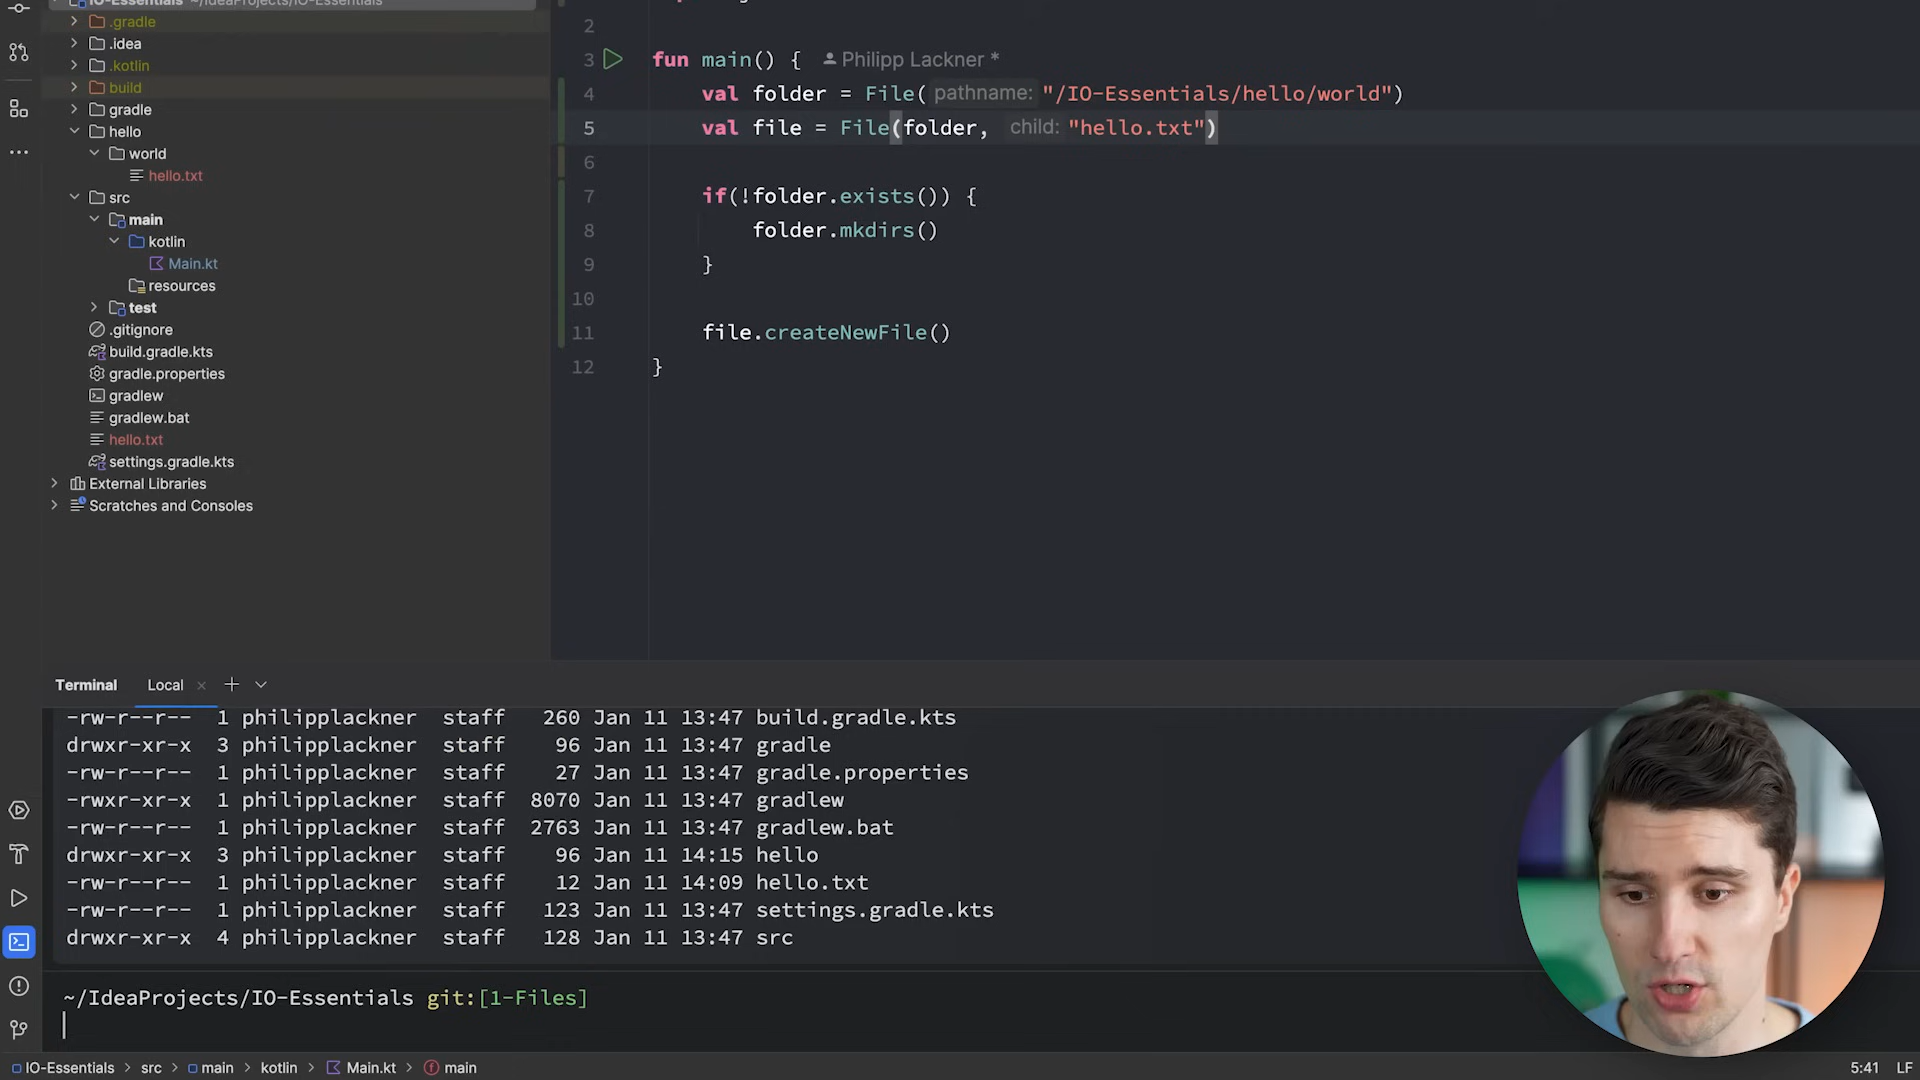 IO-Essentials ~/IdeaProjects/IO-Essentials
.gradle
.idea
.kotlin
build
gradle
hello
world
hello.txt
src
main
kotlin
Main.kt
resources
test
.gitignore
build.gradle.kts
gradle.properties
gradlew
gradlew.bat
hello.txt
settings.gradle.kts
External Libraries
Scratches and Consoles
2
3 fun main() { Philipp Lackner *
4 val folder = File( pathname: "/IO-Essentials/hello/world")
5 val file = File(folder, child: "hello.txt")
6
7 if(!folder.exists()) {
8 folder.mkdirs()
9 }
10
11 file.createNewFile()
12 }
Terminal Local
-rw-r--r-- 1 philipplackner staff 260 Jan 11 13:47 build.gradle.kts
drwxr-xr-x 3 philipplackner staff 96 Jan 11 13:47 gradle
-rw-r--r-- 1 philipplackner staff 27 Jan 11 13:47 gradle.properties
-rwxr-xr-x 1 philipplackner staff 8070 Jan 11 13:47 gradlew
-rw-r--r-- 1 philipplackner staff 2763 Jan 11 13:47 gradlew.bat
drwxr-xr-x 3 philipplackner staff 96 Jan 11 14:15 hello
-rw-r--r-- 1 philipplackner staff 12 Jan 11 14:09 hello.txt
-rw-r--r-- 1 philipplackner staff 123 Jan 11 13:47 settings.gradle.kts
drwxr-xr-x 4 philipplackner staff 128 Jan 11 13:47 src
~/IdeaProjects/IO-Essentials git:[1-Files]
IO-Essentials > src > main > kotlin > Main.kt > main
5:41 LF